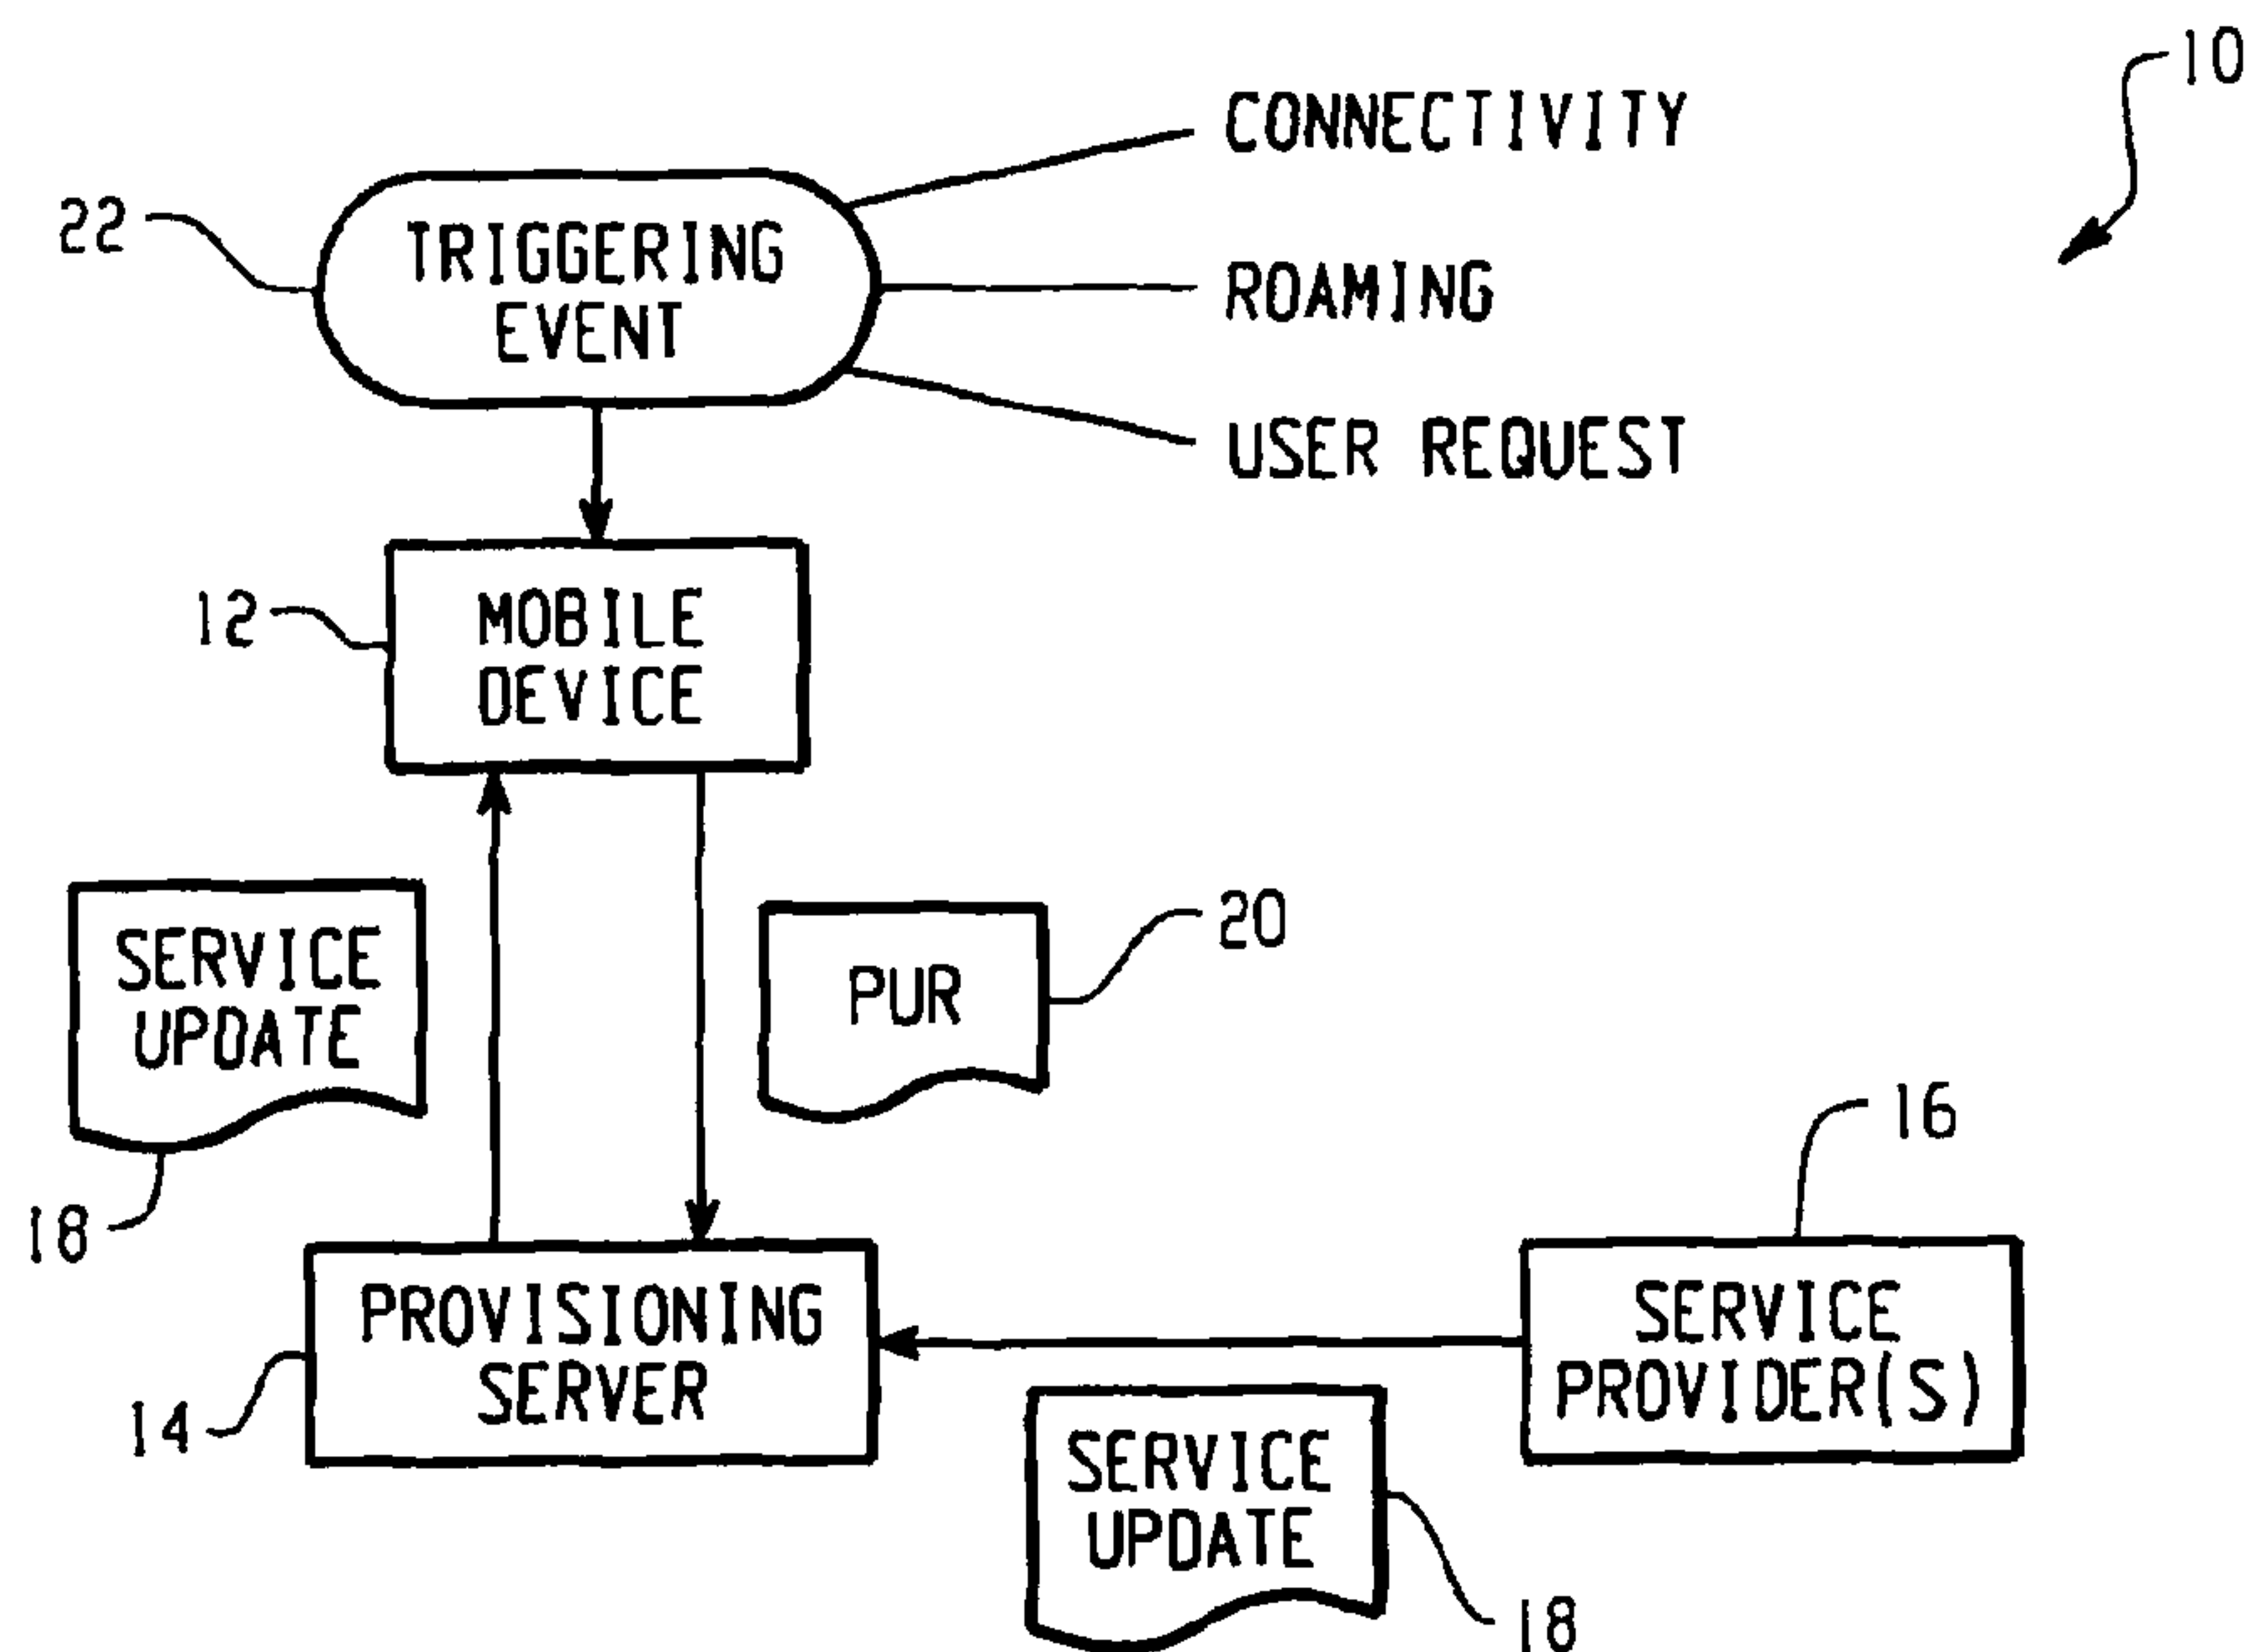 10
CONNECTIVITY
22
TRIGGERING
EVENT
ROAMING
USER REQUEST
12
MOBILE
DEVICE
SERVICE
UPDATE
18
PUR
20
16
PROVISIONING
SERVER
14
SERVICE
PROVIDER(S)
SERVICE
UPDATE
18